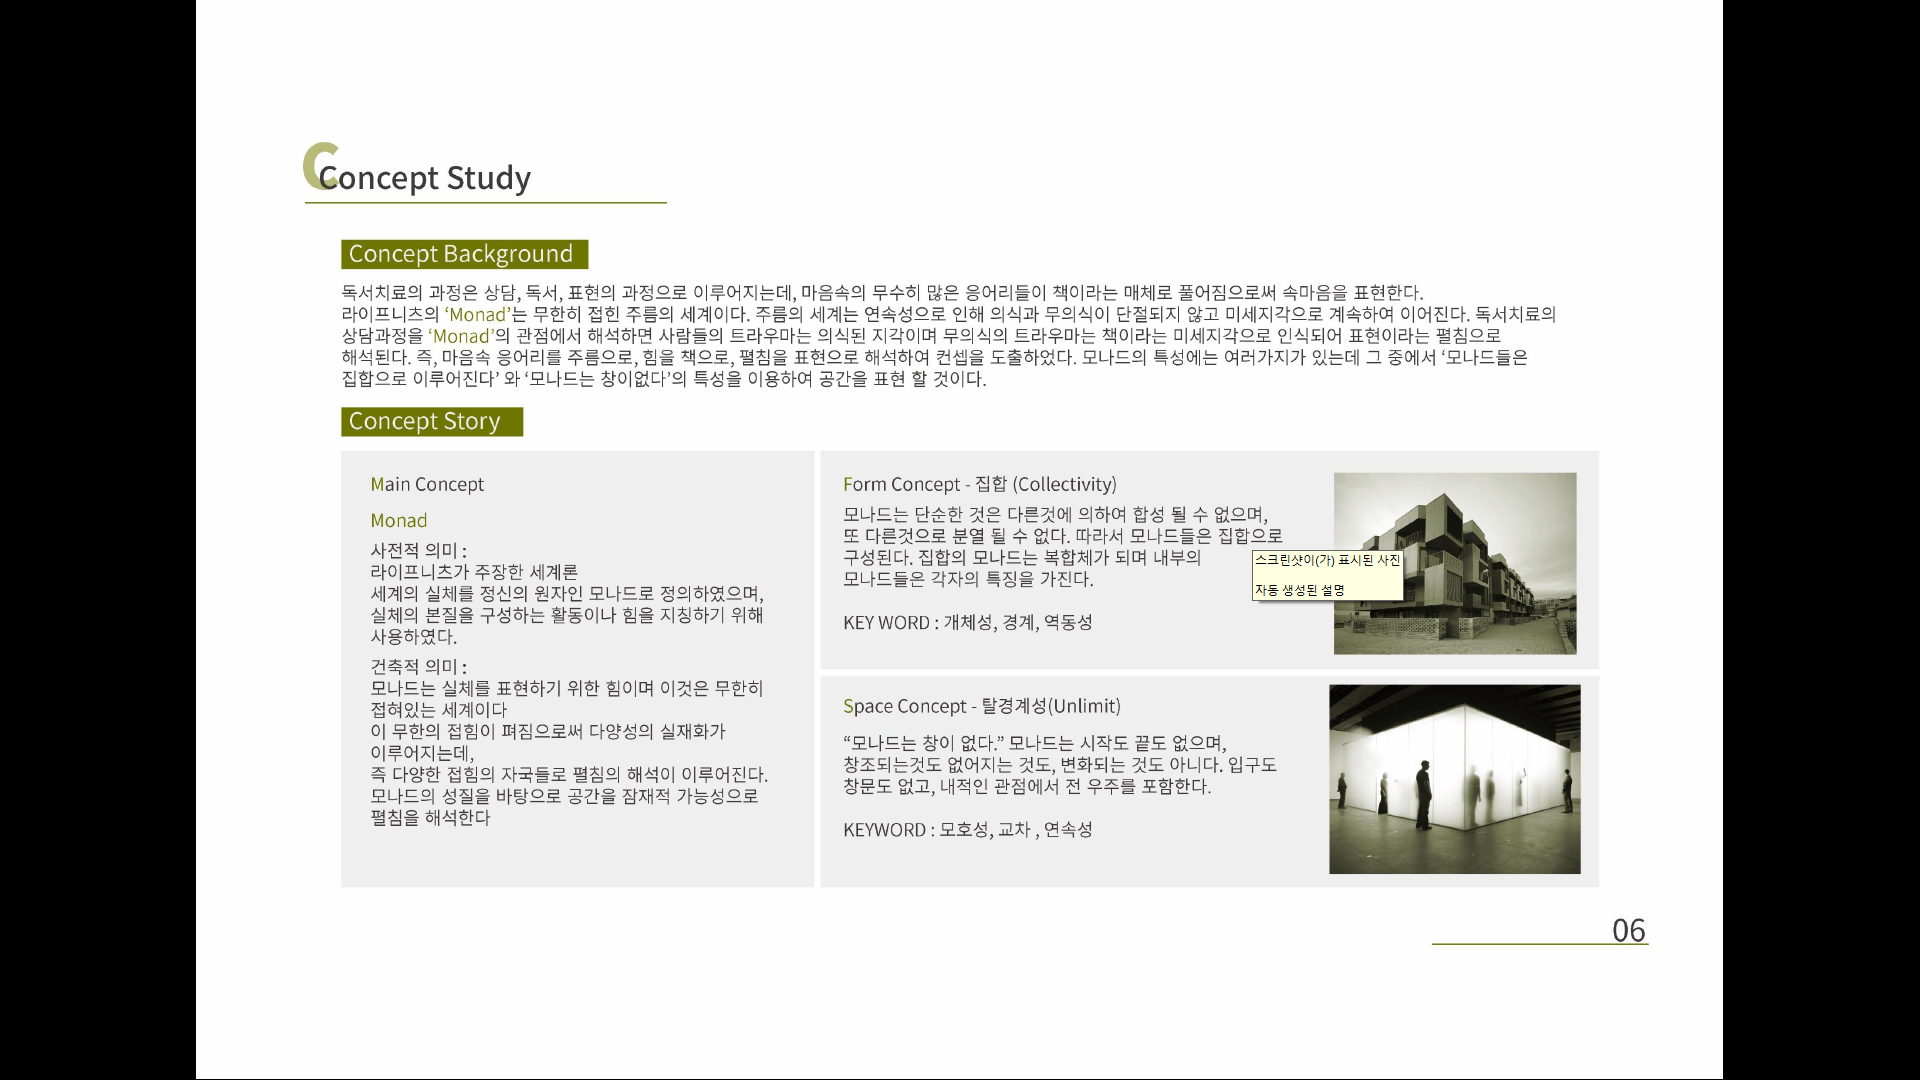 Concept Study
Concept Background
독서치료의 과정은 상담, 독서, 표현의 과정으로 이루어지는데, 마음속의 무수히 많은 응어리들이 책이라는 매체로 풀어짐으로써 속마음을 표현한다.
라이프니츠의 ‘Monad’는 무한히 접힌 주름의 세계이다. 주름의 세계는 연속성으로 인해 의식과 무의식이 단절되지 않고 미세지각으로 계속하여 이어진다. 독서치료의
상담과정을 ‘Monad’의 관점에서 해석하면 사람들의 트라우마는 의식된 지각이며 무의식의 트라우마는 책이라는 미세지각으로 인식되어 표현이라는 펼침으로
해석된다. 즉, 마음속 응어리를 주름으로, 힘을 책으로, 펼침을 표현으로 해석하여 컨셉을 도출하었다. 모나드의 특성에는 여러가지가 있는데 그 중에서 ‘모나드들은
집합으로 이루어진다’ 와 ‘모나드는 창이없다’의 특성을 이용하여 공간을 표현 할 것이다.
Concept Story
Main Concept
Monad
사전적 의미 :
라이프니츠가 주장한 세계론
세계의 실체를 정신의 원자인 모나드로 정의하였으며,
실체의 본질을 구성하는 활동이나 힘을 지칭하기 위해
사용하였다.
건축적 의미 :
모나드는 실체를 표현하기 위한 힘이며 이것은 무한히
접혀있는 세계이다
이 무한의 접힘이 펴짐으로써 다양성의 실재화가
이루어지는데,
즉 다양한 접힘의 자국들로 펼침의 해석이 이루어진다.
모나드의 성질을 바탕으로 공간을 잠재적 가능성으로
펼침을 해석한다
Form Concept - 집합 (Collectivity)
모나드는 단순한 것은 다른것에 의하여 합성 될 수 없으며,
또 다른것으로 분열 될 수 없다. 따라서 모나드들은 집합으로
구성된다. 집합의 모나드는 복합체가 되며 내부의
모나드들은 각자의 특징을 가진다.
KEY WORD : 개체성, 경계, 역동성
스크린샷이(가) 표시된 사진
자동 생성된 설명
Space Concept - 탈경계성(Unlimit)
“모나드는 창이 없다.” 모나드는 시작도 끝도 없으며,
창조되는것도 없어지는 것도, 변화되는 것도 아니다. 입구도
창문도 없고, 내적인 관점에서 전 우주를 포함한다.
KEYWORD : 모호성, 교차 , 연속성
06